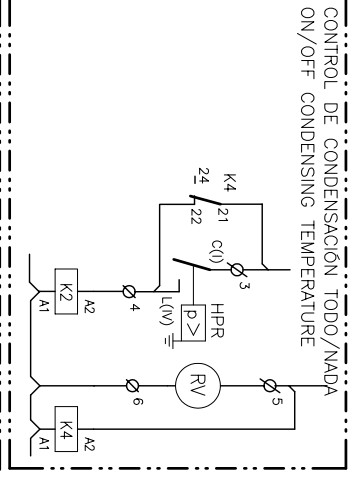 CONTROL DE CONDENSACIÓN TODO/NADA
ON/OFF CONDENSING TEMPERATURE
K4
24
21
22
C(I)
3
HPR
P>
L(IV)
4
K2
A2
A1
5
RV
6
K4
A2
A1